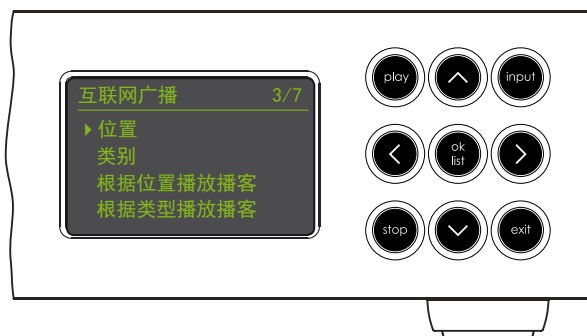 互联网广播 3/7
位置
类别
根据位置播放播客
根据类型播放播客
play
input
ok
list
stop
exit